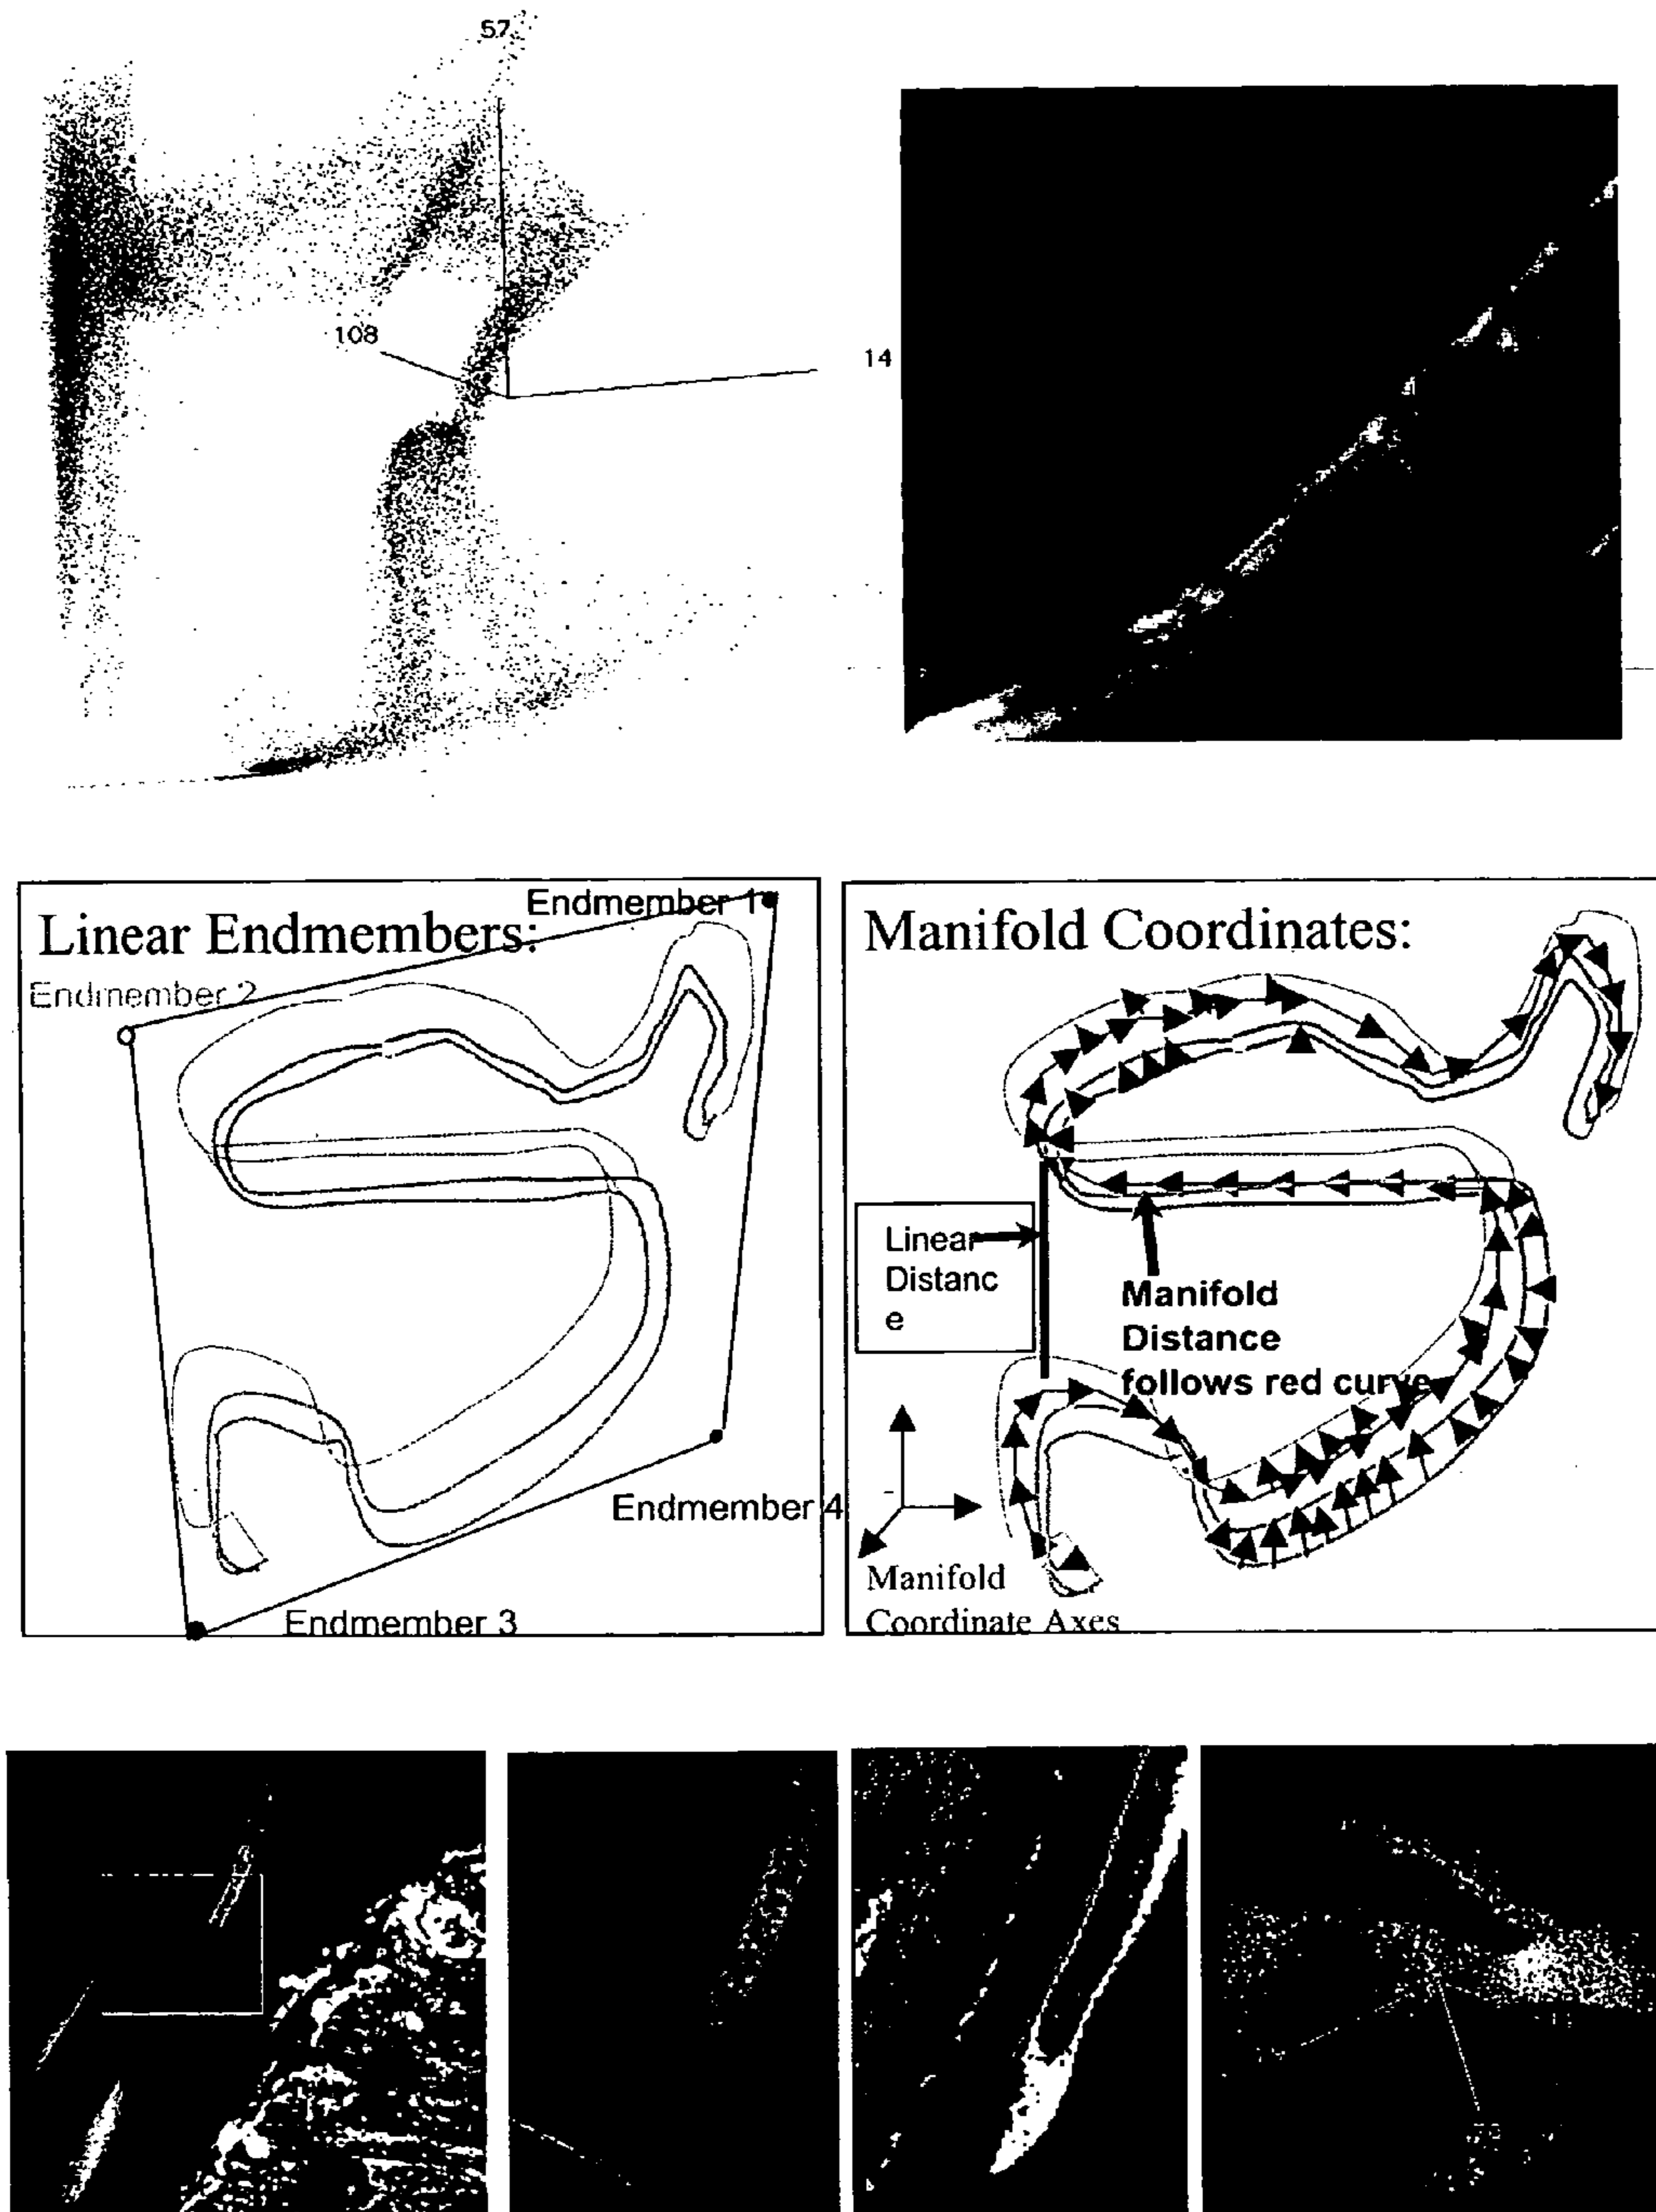 57
108
14
Linear Endmembers:
Endmember 1
Endmember 2
Endmember 4
Endmember 3
Manifold Coordinates:
Linear
Distanc
e
Manifold
Distance
follows red curve
Manifold
Coordinate Axes